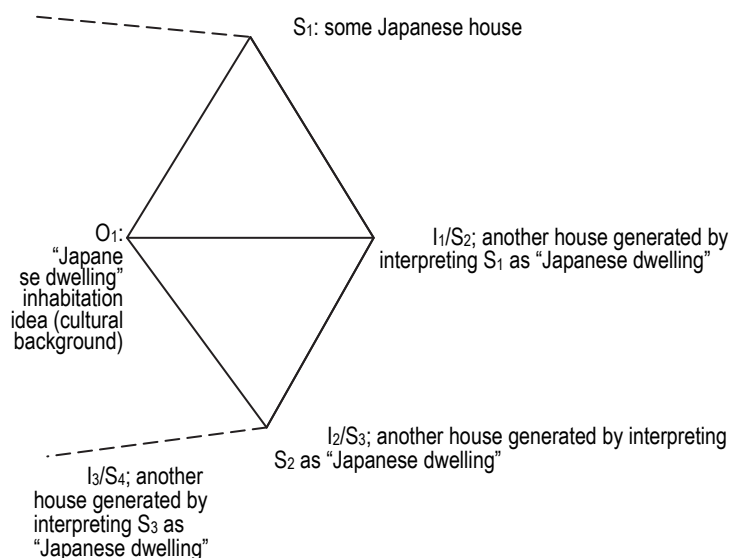 S₁: some Japanese house
O₁:
“Japane
se dwelling”
inhabitation
idea (cultural
background)
I₁/S₂; another house generated by
interpreting S₁ as “Japanese dwelling”
I₂/S₃; another house generated by interpreting
S₂ as “Japanese dwelling”
I₃/S₄; another
house generated by
interpreting S₃ as
“Japanese dwelling”